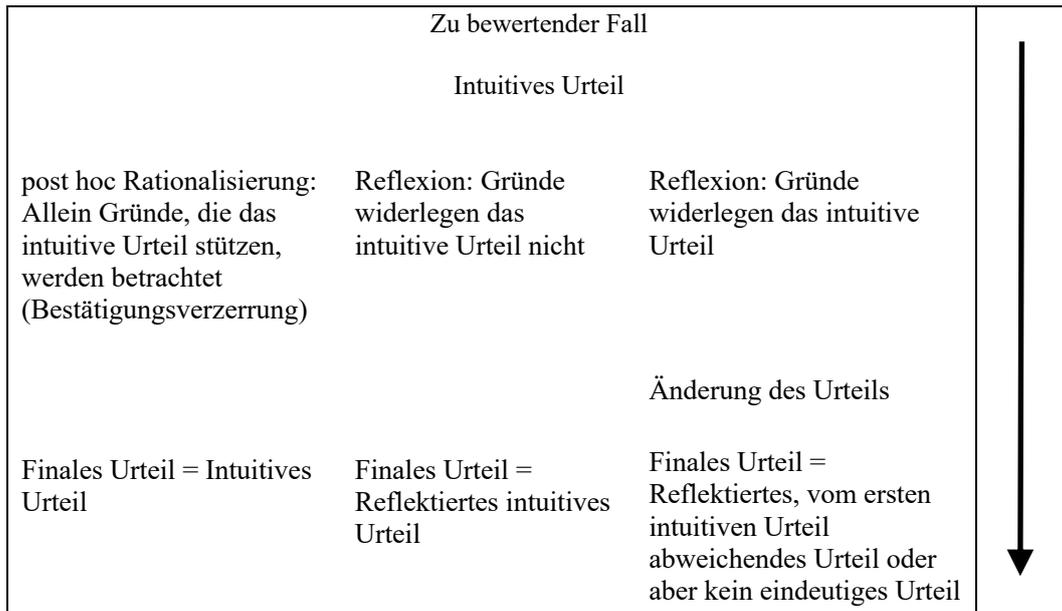 Zu bewertender Fall
Intuitives Urteil
post hoc Rationalisierung:
Allein Gründe, die das
intuitive Urteil stützen,
werden betrachtet
(Bestätigungsverzerrung)
Reflexion: Gründe
widerlegen das
intuitive Urteil nicht
Reflexion: Gründe
widerlegen das intuitive
Urteil
Änderung des Urteils
Finales Urteil = Intuitives
Urteil
Finales Urteil =
Reflektiertes intuitives
Urteil
Finales Urteil =
Reflektiertes, vom ersten
intuitiven Urteil
abweichendes Urteil oder
aber kein eindeutiges Urteil